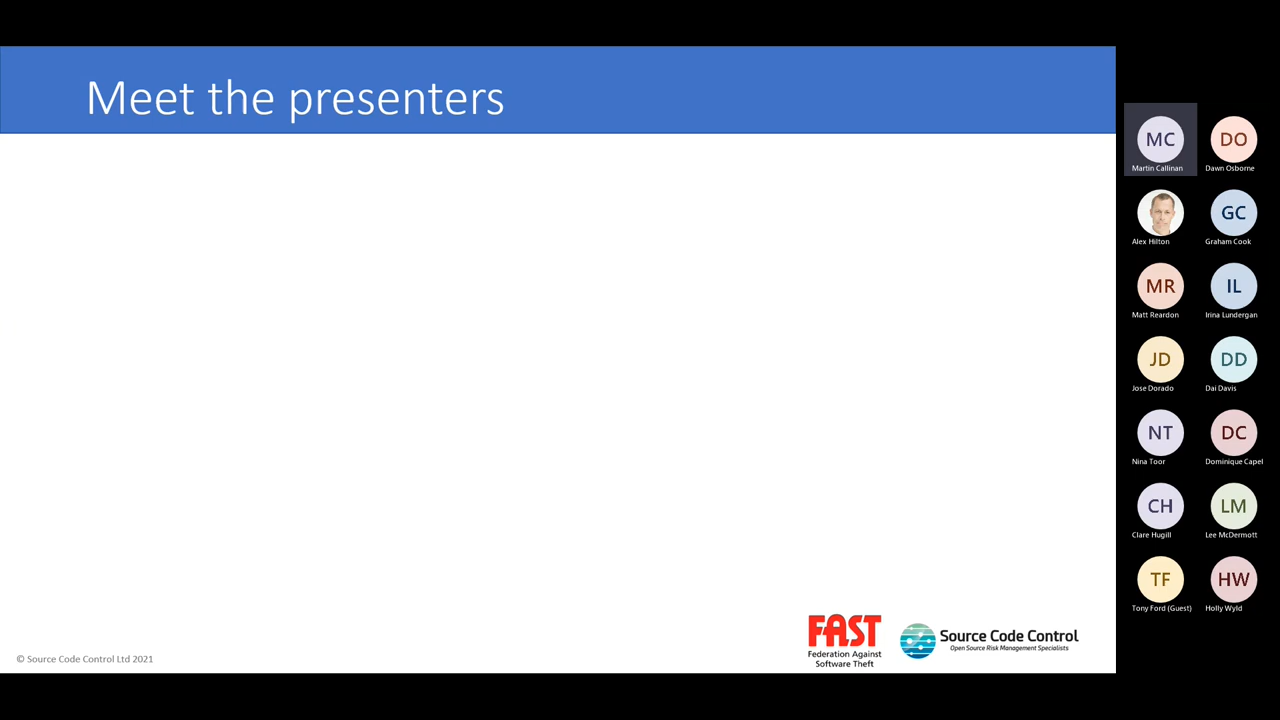 Meet the presenters
MC
Martin Callinan
DO
Dawn Osborne
Alex Hilton
GC
Graham Cook
MR
Matt Reardon
IL
Irina Lundergan
JD
Jose Dorado
DD
Dai Davis
NT
Nina Toor
DC
Dominique Capel
CH
Clare Hugill
LM
Lee McDermott
TF
Tony Ford (Guest)
HW
Holly Wyld
FAST
Federation Against
Software Theft
Source Code Control
Open Source Risk Management Specialists
© Source Code Control Ltd 2021